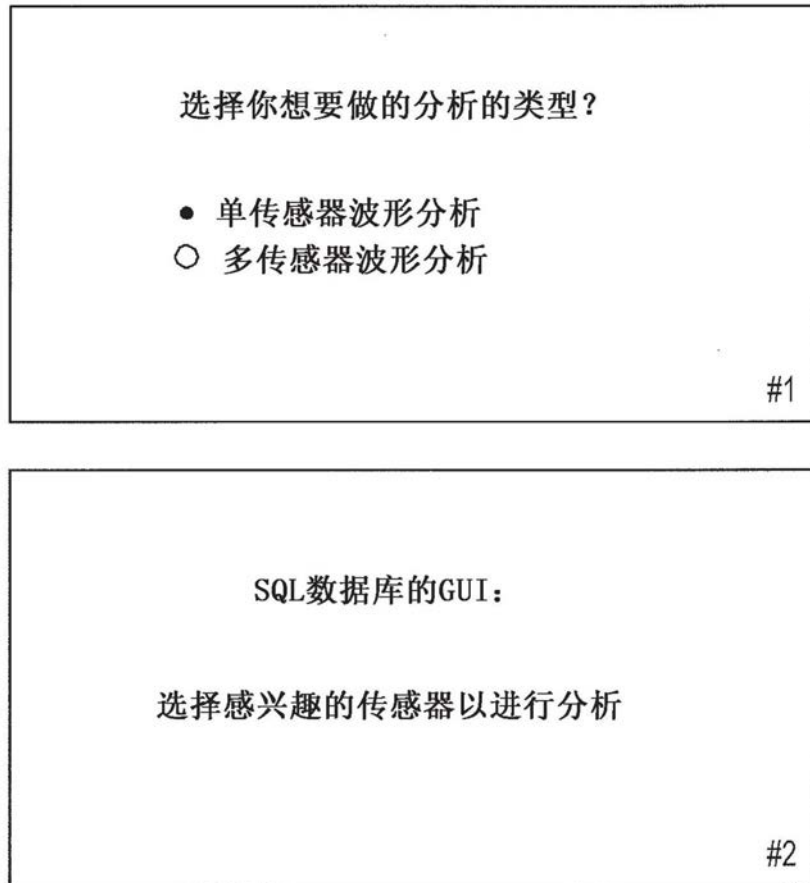 选择你想要做的分析的类型？
● 单传感器波形分析
○ 多传感器波形分析
#1
SQL数据库的GUI：
选择感兴趣的传感器以进行分析
#2